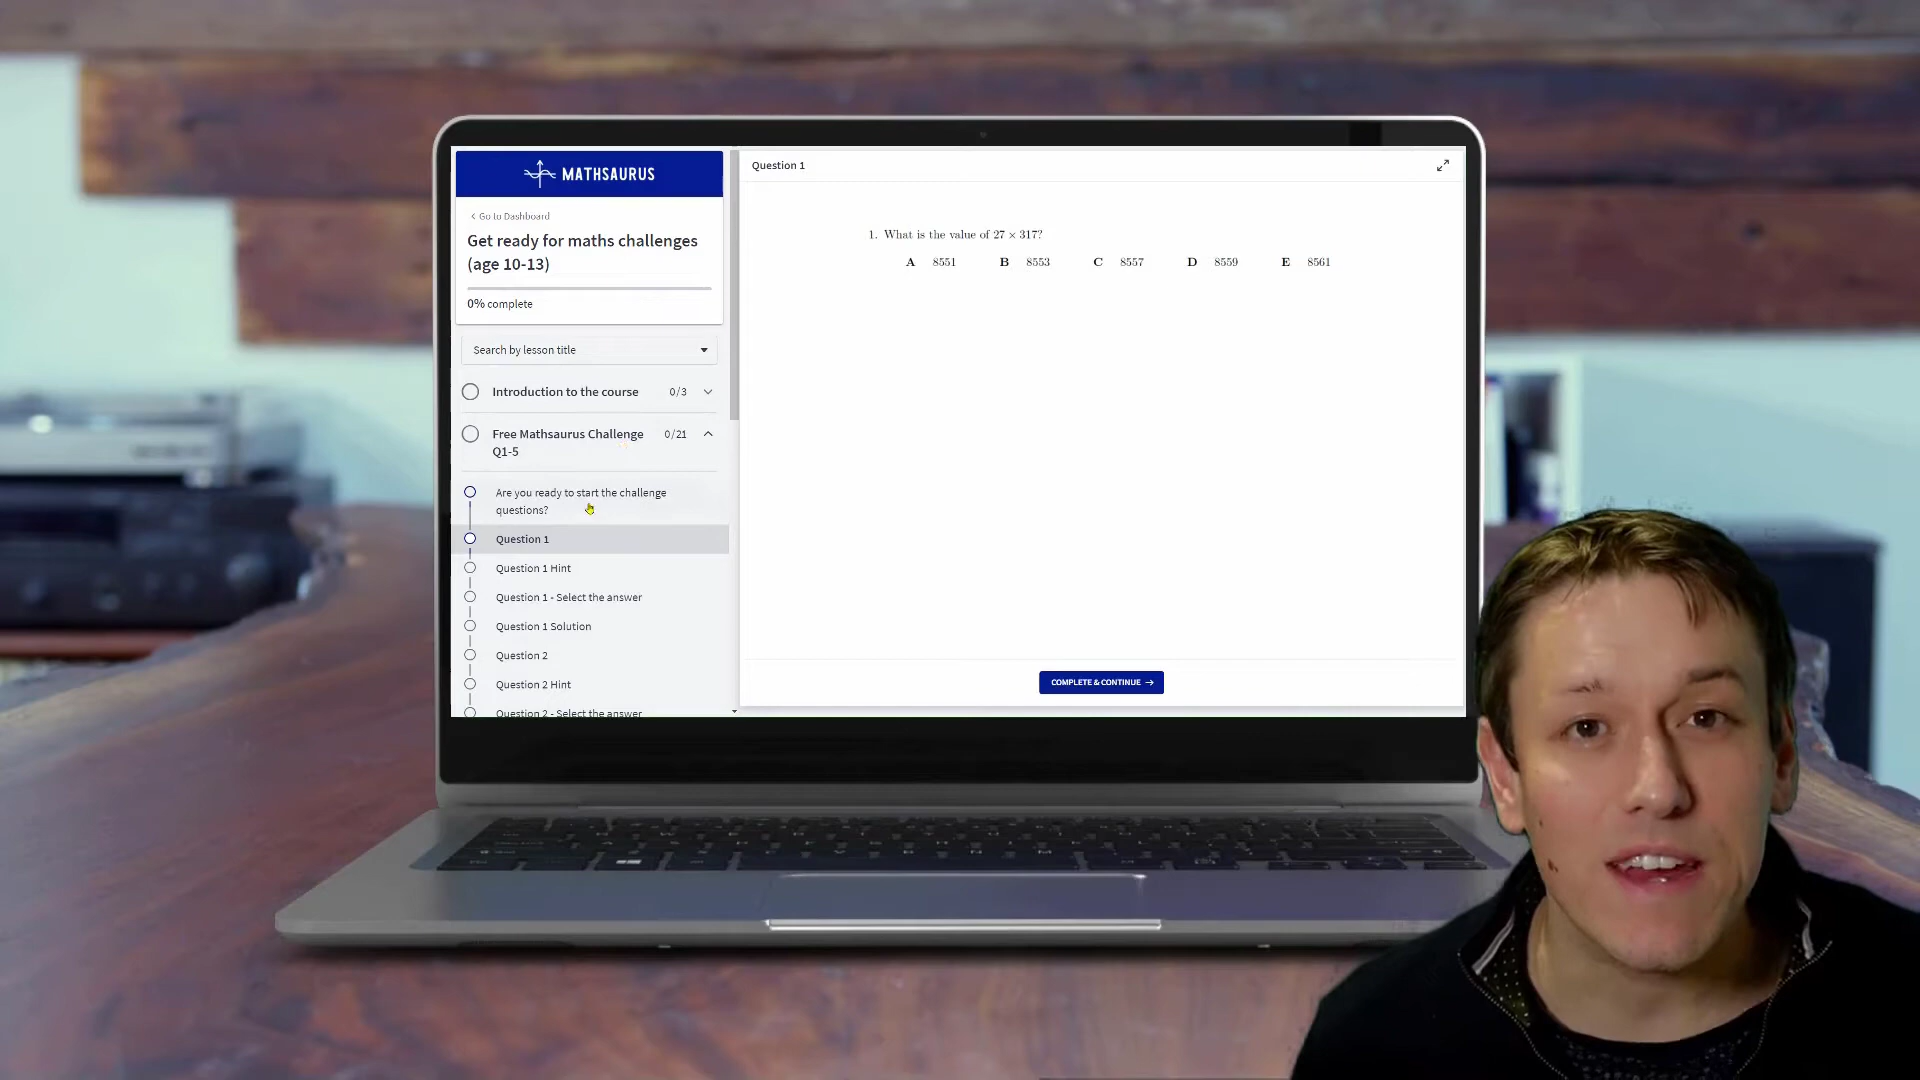 MATHSAURUS
Go to Dashboard
Get ready for maths challenges
(age 10-13)
0% complete
Search by lesson title
Introduction to the course 0/3
Free Mathsaurus Challenge 0/21
Q1-5
Are you ready to start the challenge
questions?
Question 1
Question 1 Hint
Question 1 - Select the answer
Question 1 Solution
Question 2
Question 2 Hint
Question 2 - Select the answer
Question 1
1. What is the value of 27 × 317?
A 8551 B 8553 C 8557 D 8559 E 8561
COMPLETE & CONTINUE →